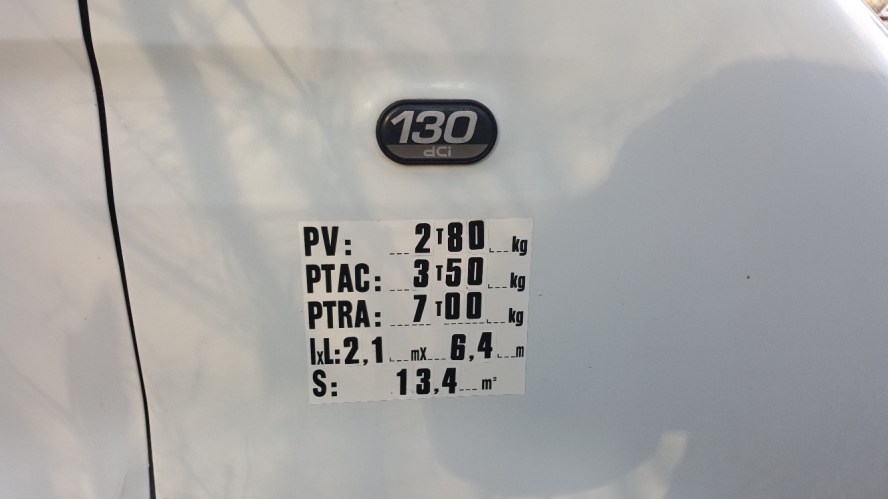 130
dCi
PV: 2T80 kg
PTAC: 3T50 kg
PTRA: 7T00 kg
lxL: 2,1 mx 6,4 m
S: 13,4 m²